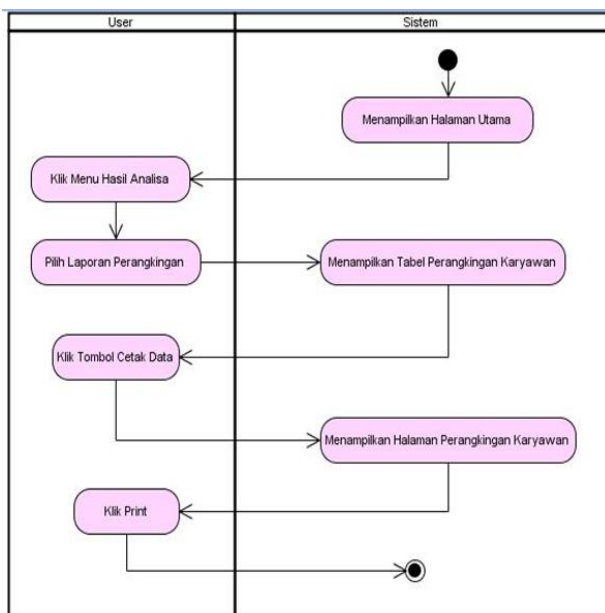 User
Sistem
Menampilkan Halaman Utama
Klik Menu Hasil Analisa
Pilih Laporan Perangkingan
Menampilkan Tabel Perangkingan Karyawan
Klik Tombol Cetak Data
Menampilkan Halaman Perangkingan Karyawan
Klik Print